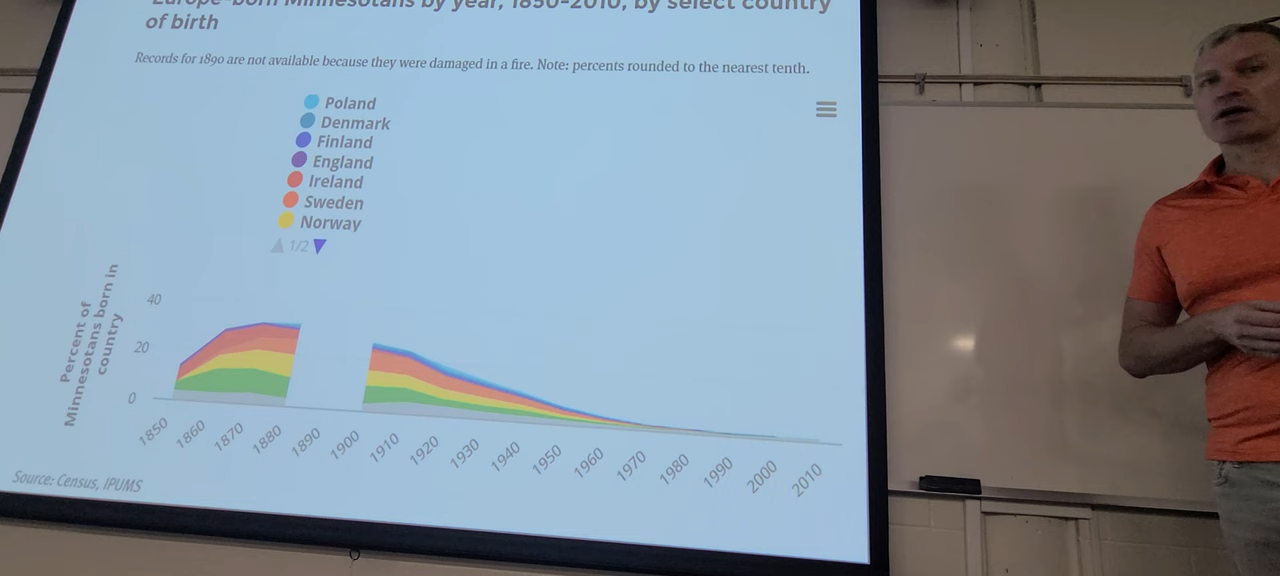 Europe-born Minnesotans by year, 1850-2010, by select country
of birth
Records for 1890 are not available because they were damaged in a fire. Note: percents rounded to the nearest tenth.
Poland
Denmark
Finland
England
Ireland
Sweden
Norway
1/2
Percent of
Minnesotans born in
country
40
20
0
1850
1860
1870
1880
1890
1900
1910
1920
1930
1940
1950
1960
1970
1980
1990
2000
2010
Source: Census, IPUMS